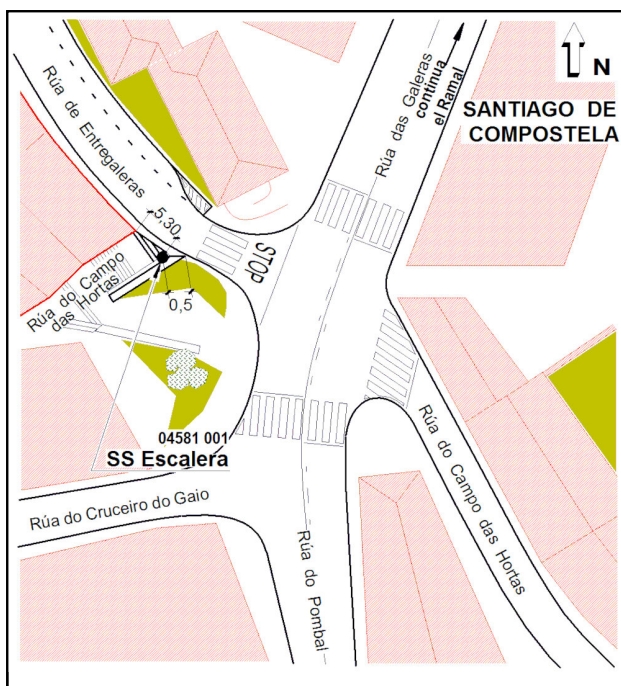 Rúa de Entregaleras
Rúa das Galeras
continua
el Ramal
N
SANTIAGO DE
COMPOSTELA
5,30
STOP
0,5
Rúa do Campo
das Hortas
04581 001
SS Escalera
Rúa do Cruceiro do Gaio
Rúa do Pombal
Rúa do Campo das Hortas